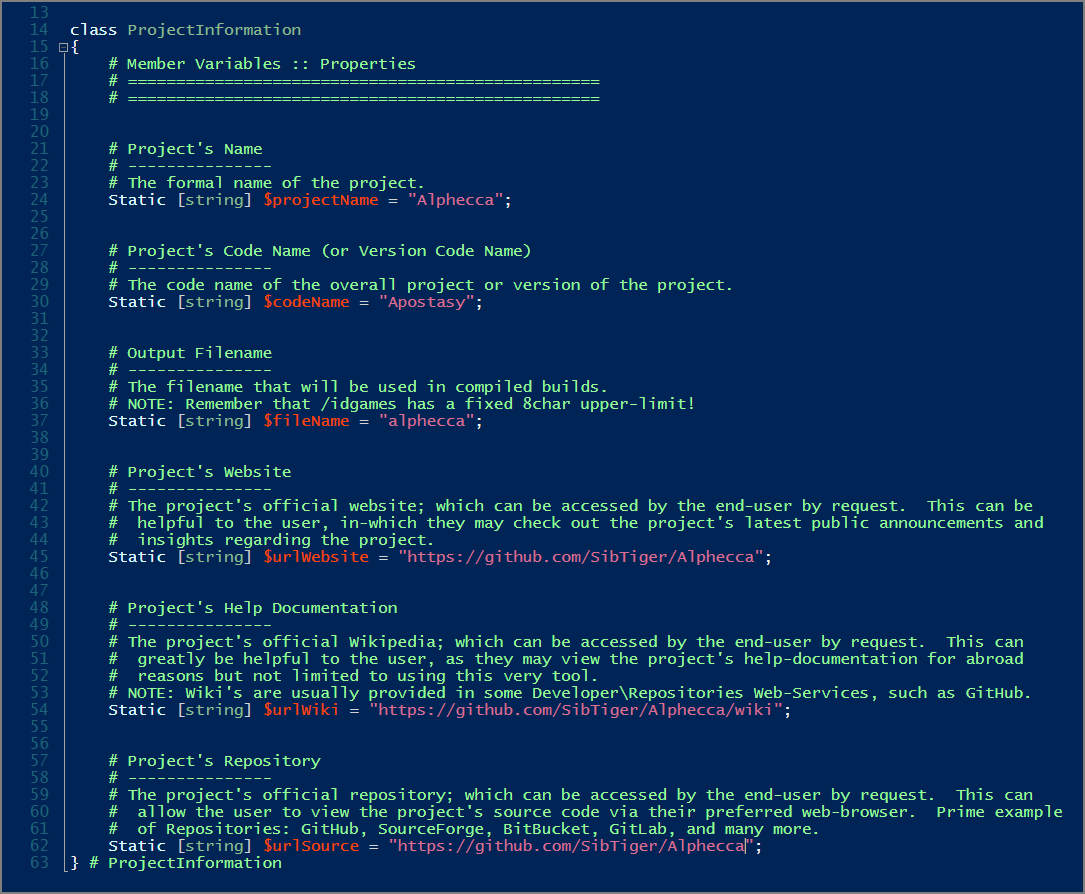 13
14 class ProjectInformation
15 {
16 # Member Variables :: Properties
17 # =================================================
18 # =================================================
19
20
21 # Project's Name
22 # ---------------
23 # The formal name of the project.
24 Static [string] $projectName = "Alphecca";
25
26
27 # Project's Code Name (or Version Code Name)
28 # ---------------
29 # The code name of the overall project or version of the project.
30 Static [string] $codeName = "Apostasy";
31
32
33 # Output Filename
34 # ---------------
35 # The filename that will be used in compiled builds.
36 # NOTE: Remember that /idgames has a fixed 8char upper-limit!
37 Static [string] $fileName = "alphecca";
38
39
40 # Project's Website
41 # ---------------
42 # The project's official website; which can be accessed by the end-user by request.  This can be
43 #  helpful to the user, in-which they may check out the project's latest public announcements and
44 #  insights regarding the project.
45 Static [string] $urlWebsite = "https://github.com/SibTiger/Alphecca";
46
47
48 # Project's Help Documentation
49 # ---------------
50 # The project's official Wikipedia; which can be accessed by the end-user by request.  This can
51 #  greatly be helpful to the user, as they may view the project's help-documentation for abroad
52 #  reasons but not limited to using this very tool.
53 # NOTE: Wiki's are usually provided in some Developer\Repositories Web-Services, such as GitHub.
54 Static [string] $urlWiki = "https://github.com/SibTiger/Alphecca/wiki";
55
56
57 # Project's Repository
58 # ---------------
59 # The project's official repository; which can be accessed by the end-user by request.  This can
60 #  allow the user to view the project's source code via their preferred web-browser.  Prime example
61 #  of Repositories: GitHub, SourceForge, BitBucket, GitLab, and many more.
62 Static [string] $urlSource = "https://github.com/SibTiger/Alphecca";
63 } # ProjectInformation